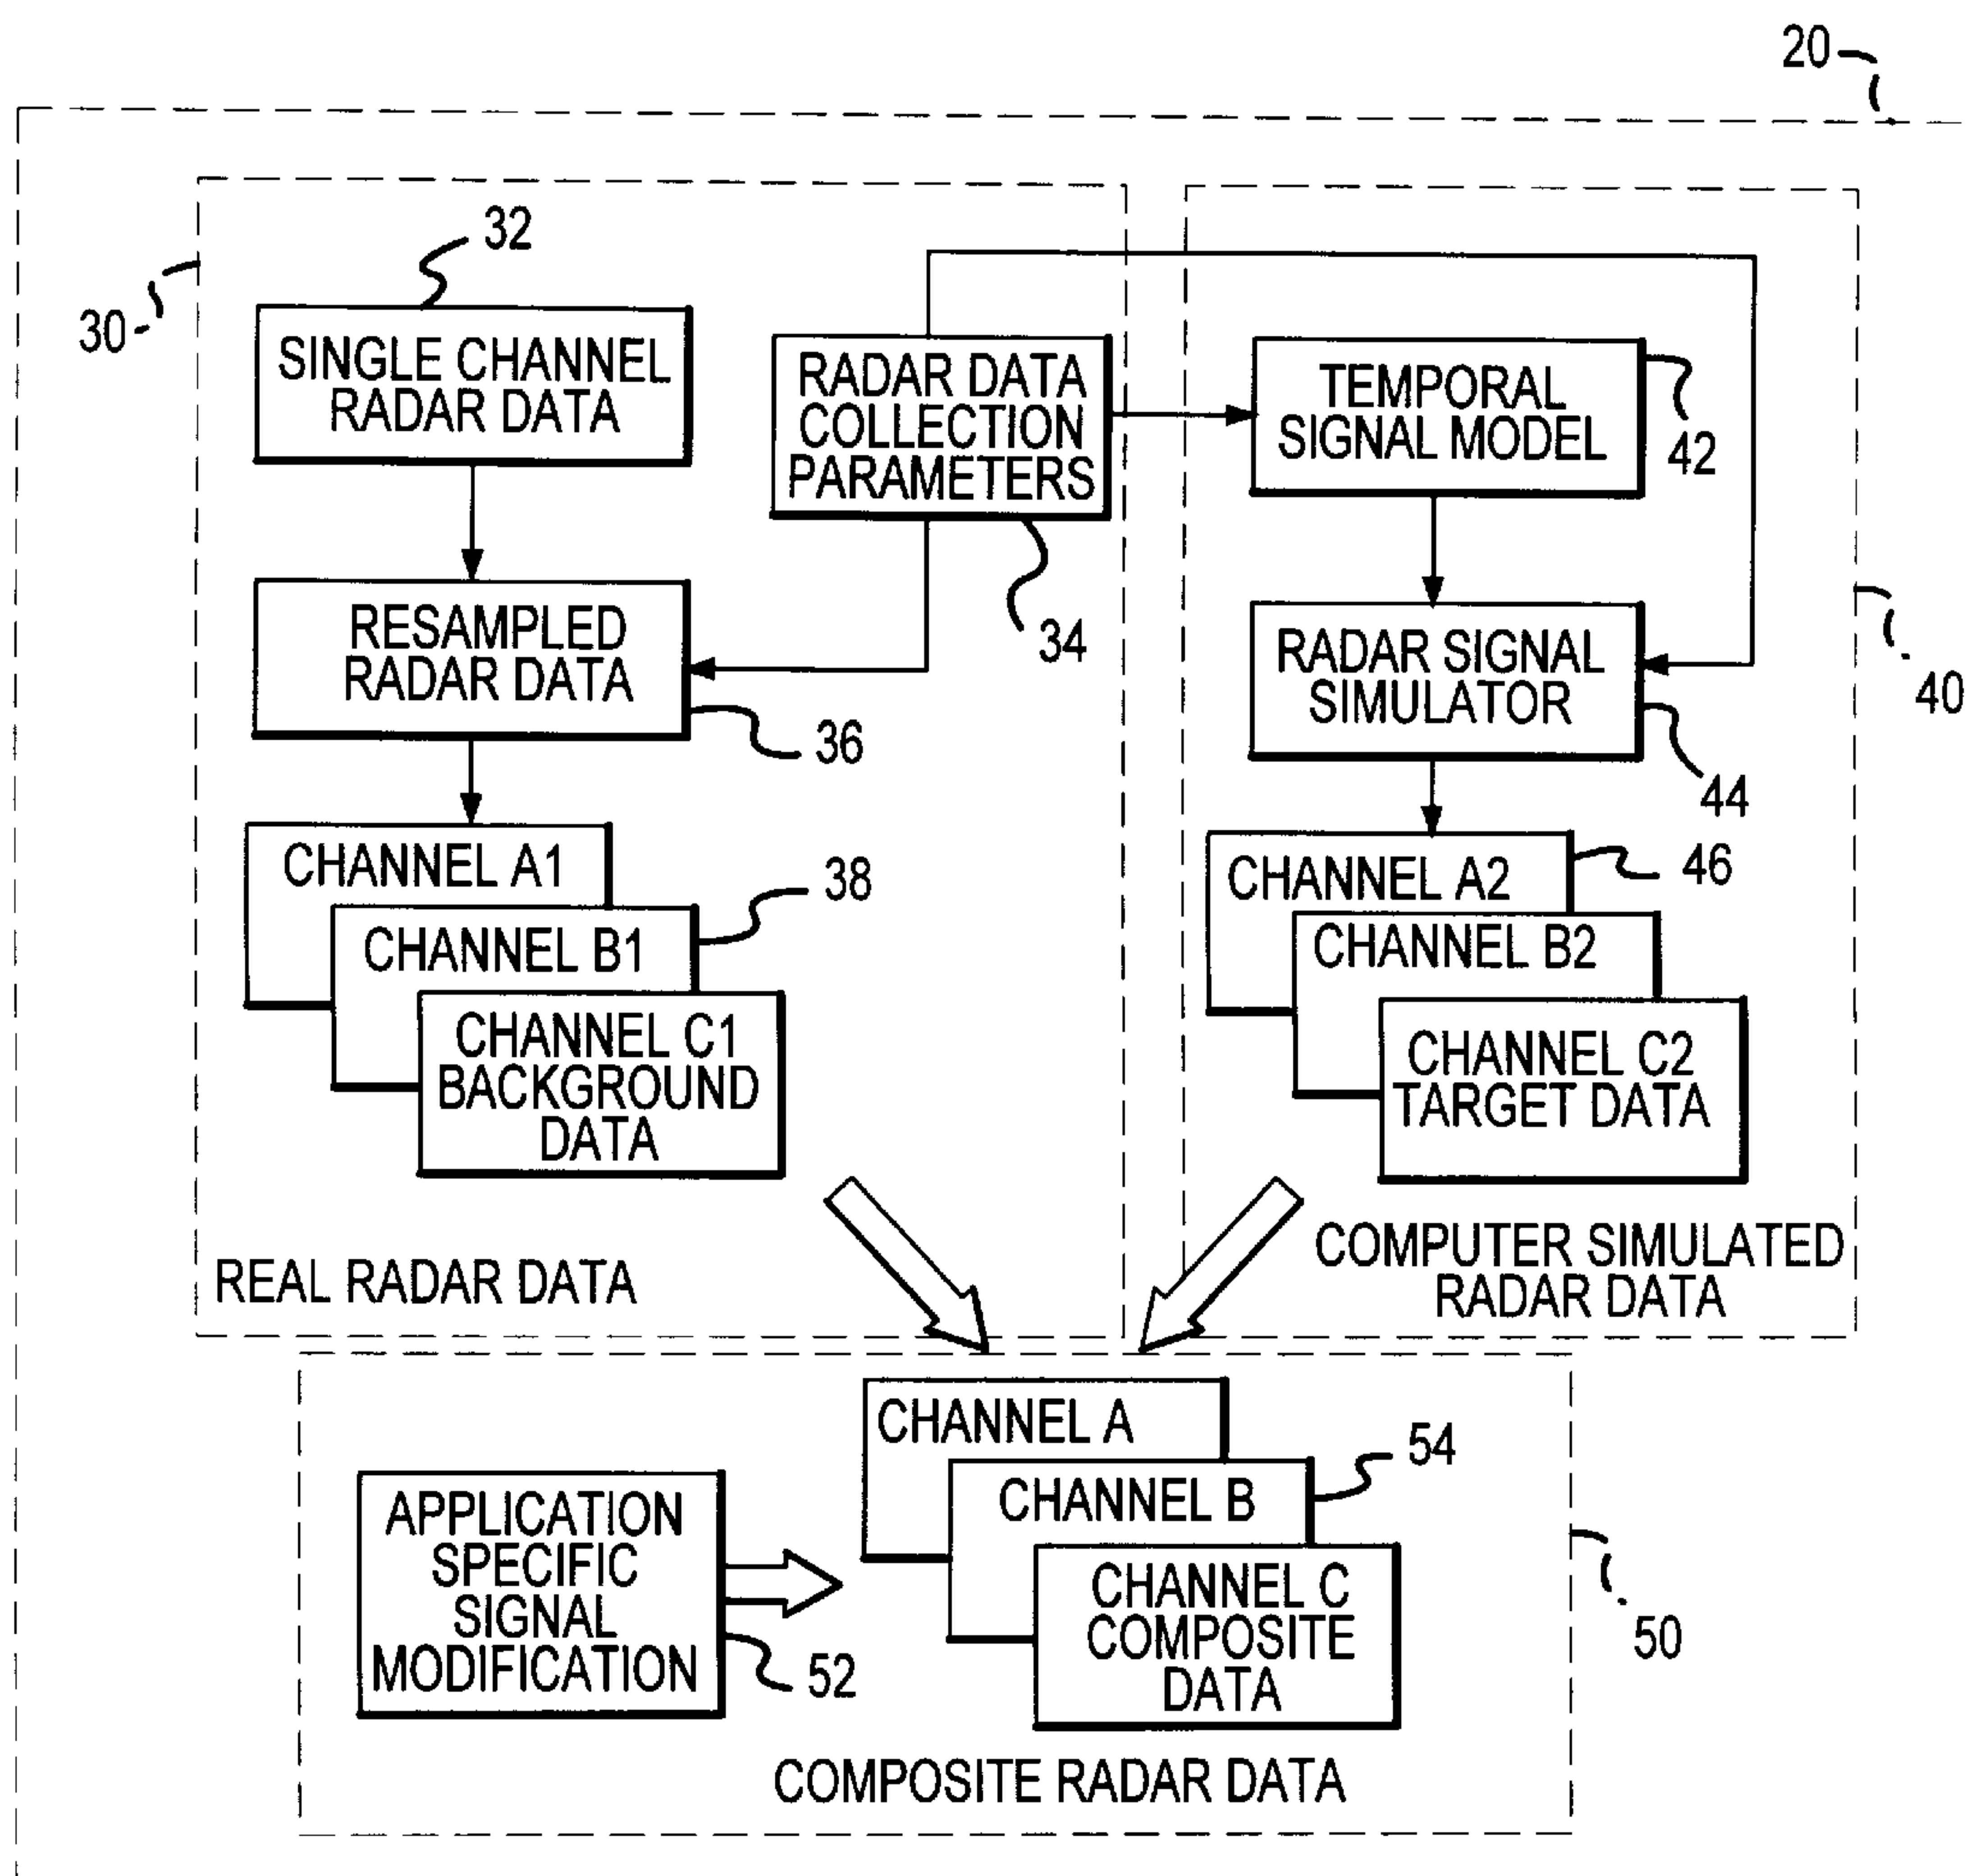 20
30
32
SINGLE CHANNEL
RADAR DATA
RADAR DATA
COLLECTION
PARAMETERS
34
RESAMPLED
RADAR DATA
36
CHANNEL A1
38
CHANNEL B1
CHANNEL C1
BACKGROUND
DATA
REAL RADAR DATA
TEMPORAL
SIGNAL MODEL
42
RADAR SIGNAL
SIMULATOR
40
44
CHANNEL A2
46
CHANNEL B2
CHANNEL C2
TARGET DATA
COMPUTER SIMULATED
RADAR DATA
CHANNEL A
54
CHANNEL B
CHANNEL C
COMPOSITE
DATA
APPLICATION
SPECIFIC
SIGNAL
MODIFICATION
52
50
COMPOSITE RADAR DATA